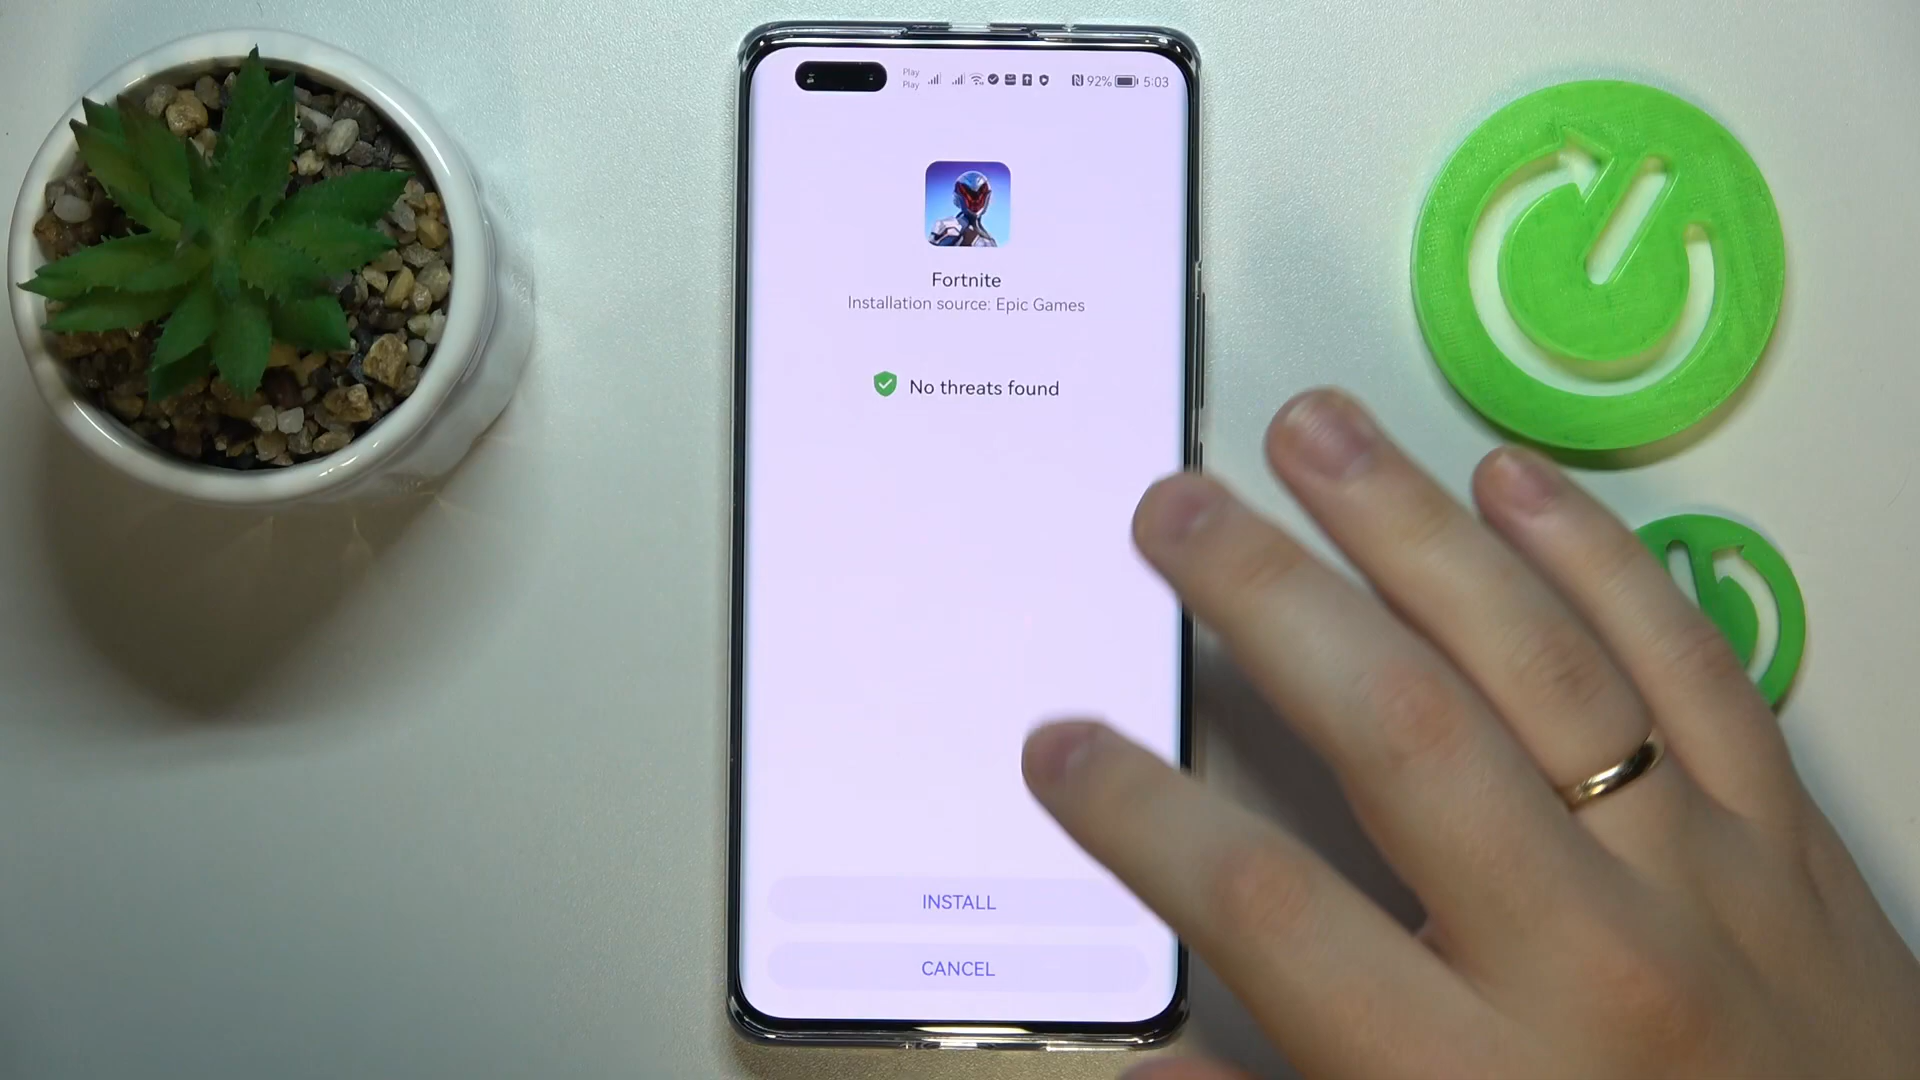 Play
Play
92% 5:03
Fortnite
Installation source: Epic Games
No threats found
INSTALL
CANCEL